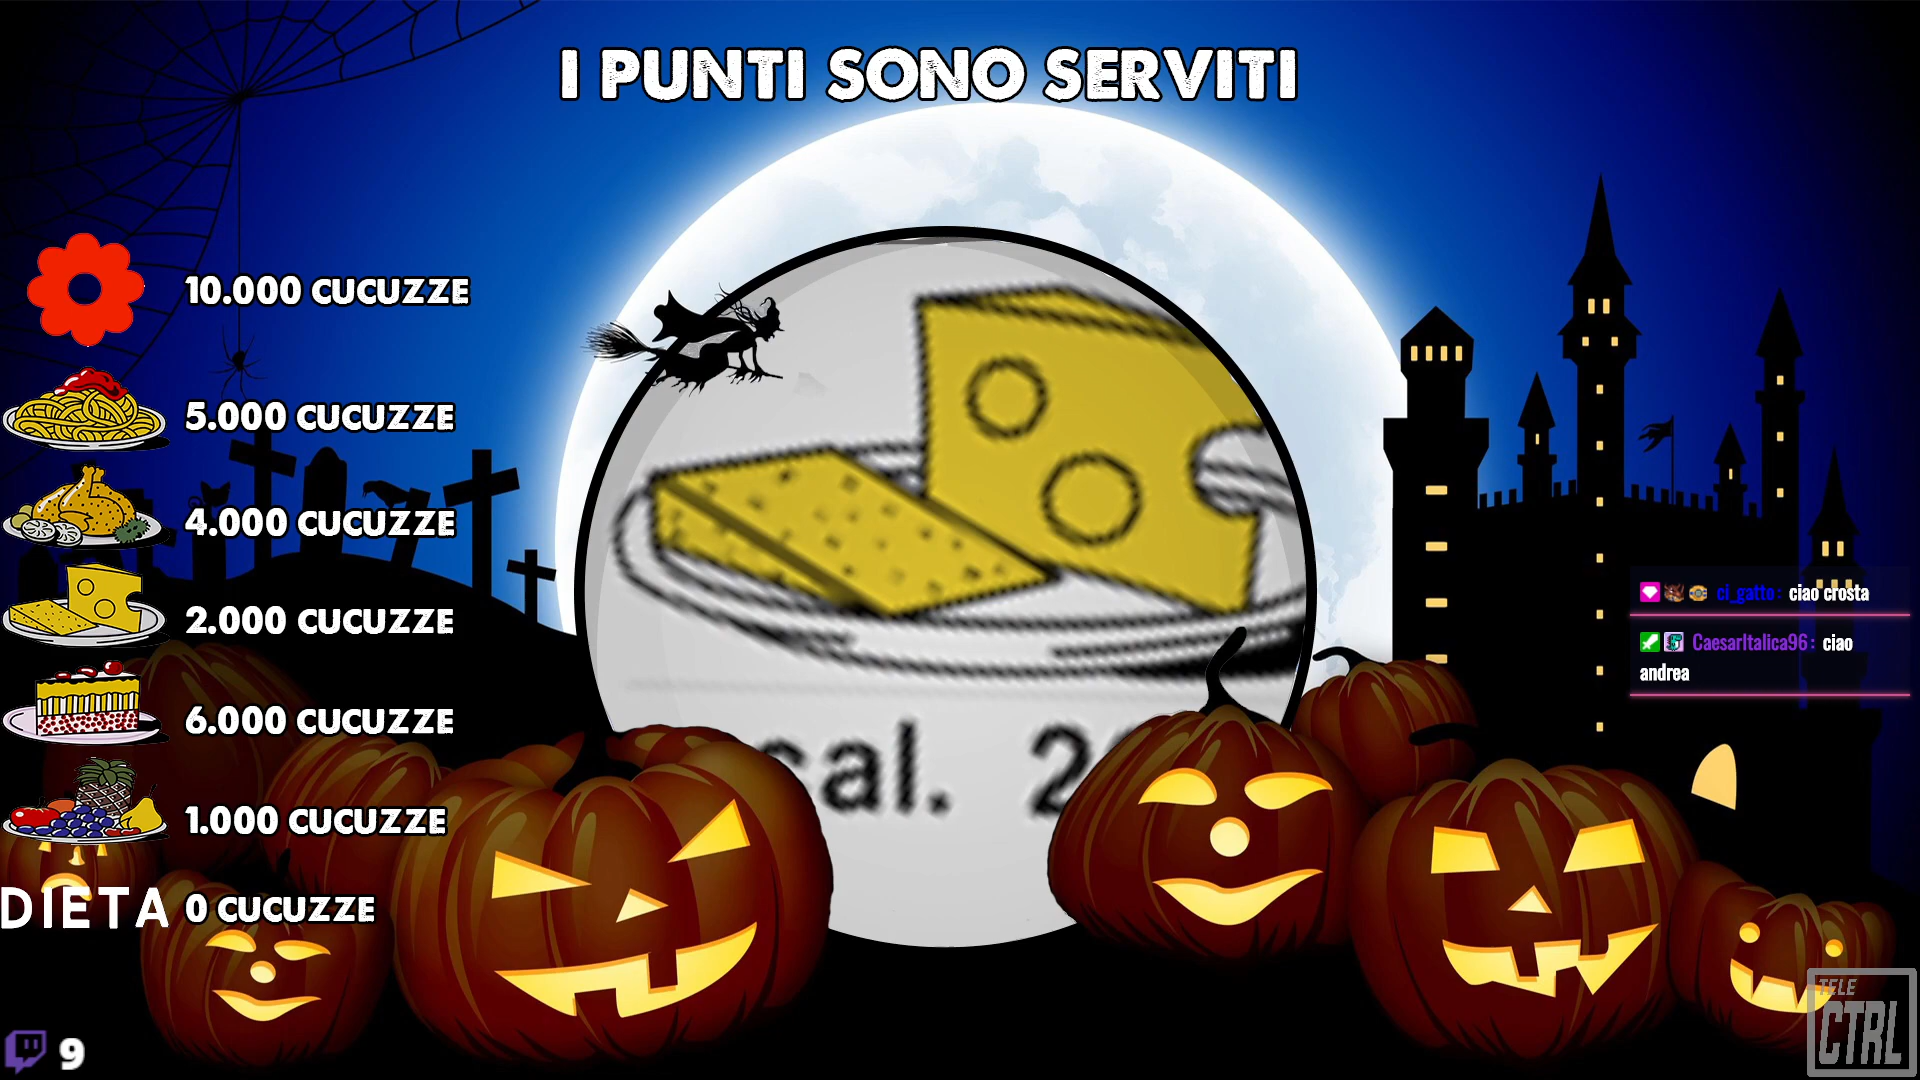 I PUNTI SONO SERVITI
10.000 CUCUZZE
5.000 CUCUZZE
4.000 CUCUZZE
2.000 CUCUZZE
6.000 CUCUZZE
1.000 CUCUZZE
DIETA 0 CUCUZZE
cal. 2
ci_gatto: ciao crosta
CaesarItalica96: ciao
andrea
9
TELE
CTRL